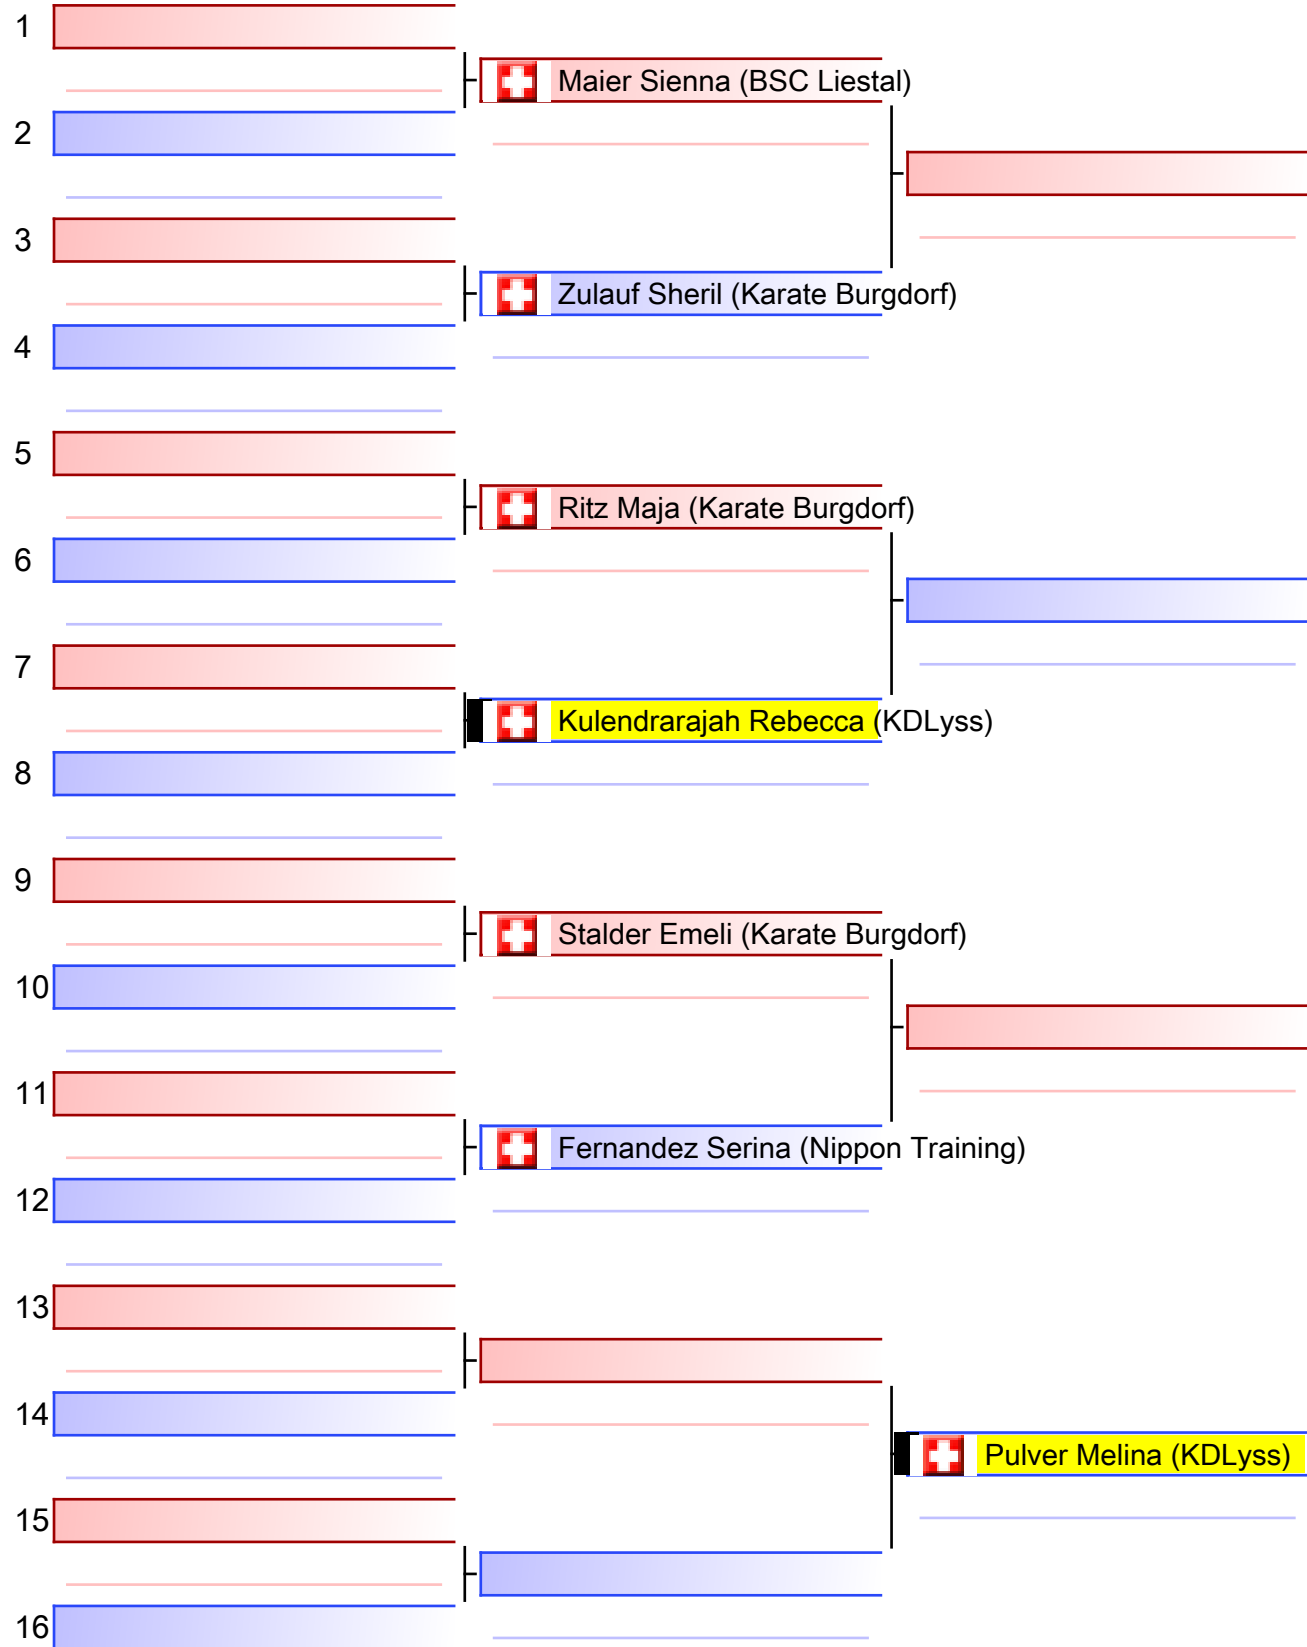 1
Maier Sienna (BSC Liestal)
2
3
Zulauf Sheril (Karate Burgdorf)
4
5
Ritz Maja (Karate Burgdorf)
6
7
Kulendrarajah Rebecca (KDLyss)
8
9
Stalder Emeli (Karate Burgdorf)
10
11
Fernandez Serina (Nippon Training)
12
13
14
Pulver Melina (KDLyss)
15
16